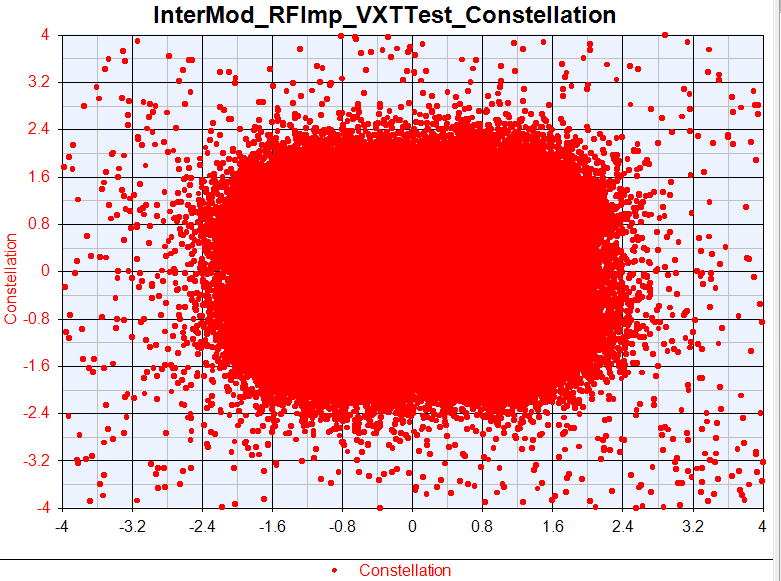 InterMod_RFImp_VXTTest_Constellation
4
3.2
2.4
1.6
0.8
0
-0.8
-1.6
-2.4
-3.2
-4
Constellation
-4 -3.2 -2.4 -1.6 -0.8 0 0.8 1.6 2.4 3.2 4
Constellation